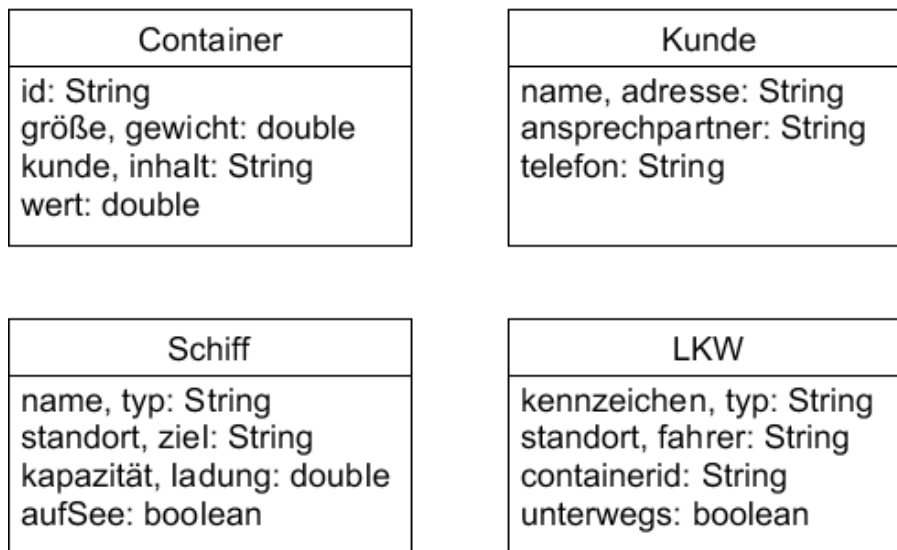 Container
id: String
größe, gewicht: double
kunde, inhalt: String
wert: double
Kunde
name, adresse: String
ansprechpartner: String
telefon: String
Schiff
name, typ: String
standort, ziel: String
kapazität, ladung: double
aufSee: boolean
LKW
kennzeichen, typ: String
standort, fahrer: String
containerid: String
unterwegs: boolean